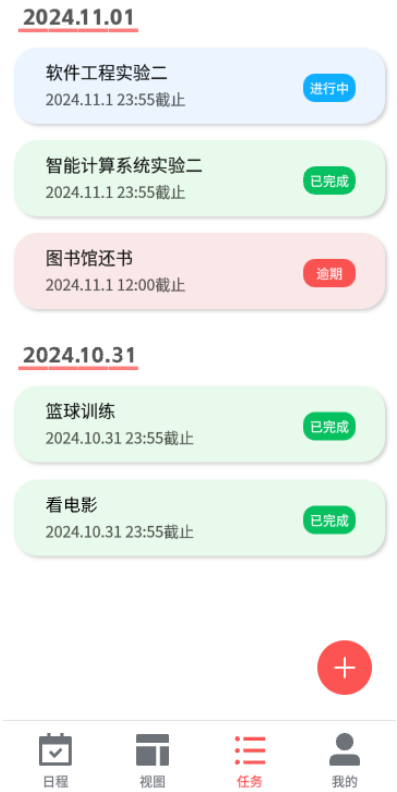 2024.11.01
软件工程实验二
2024.11.1 23:55截止
进行中
智能计算系统实验二
2024.11.1 23:55截止
已完成
图书馆还书
2024.11.1 12:00截止
逾期
2024.10.31
篮球训练
2024.10.31 23:55截止
已完成
看电影
2024.10.31 23:55截止
已完成
日程
视图
任务
我的